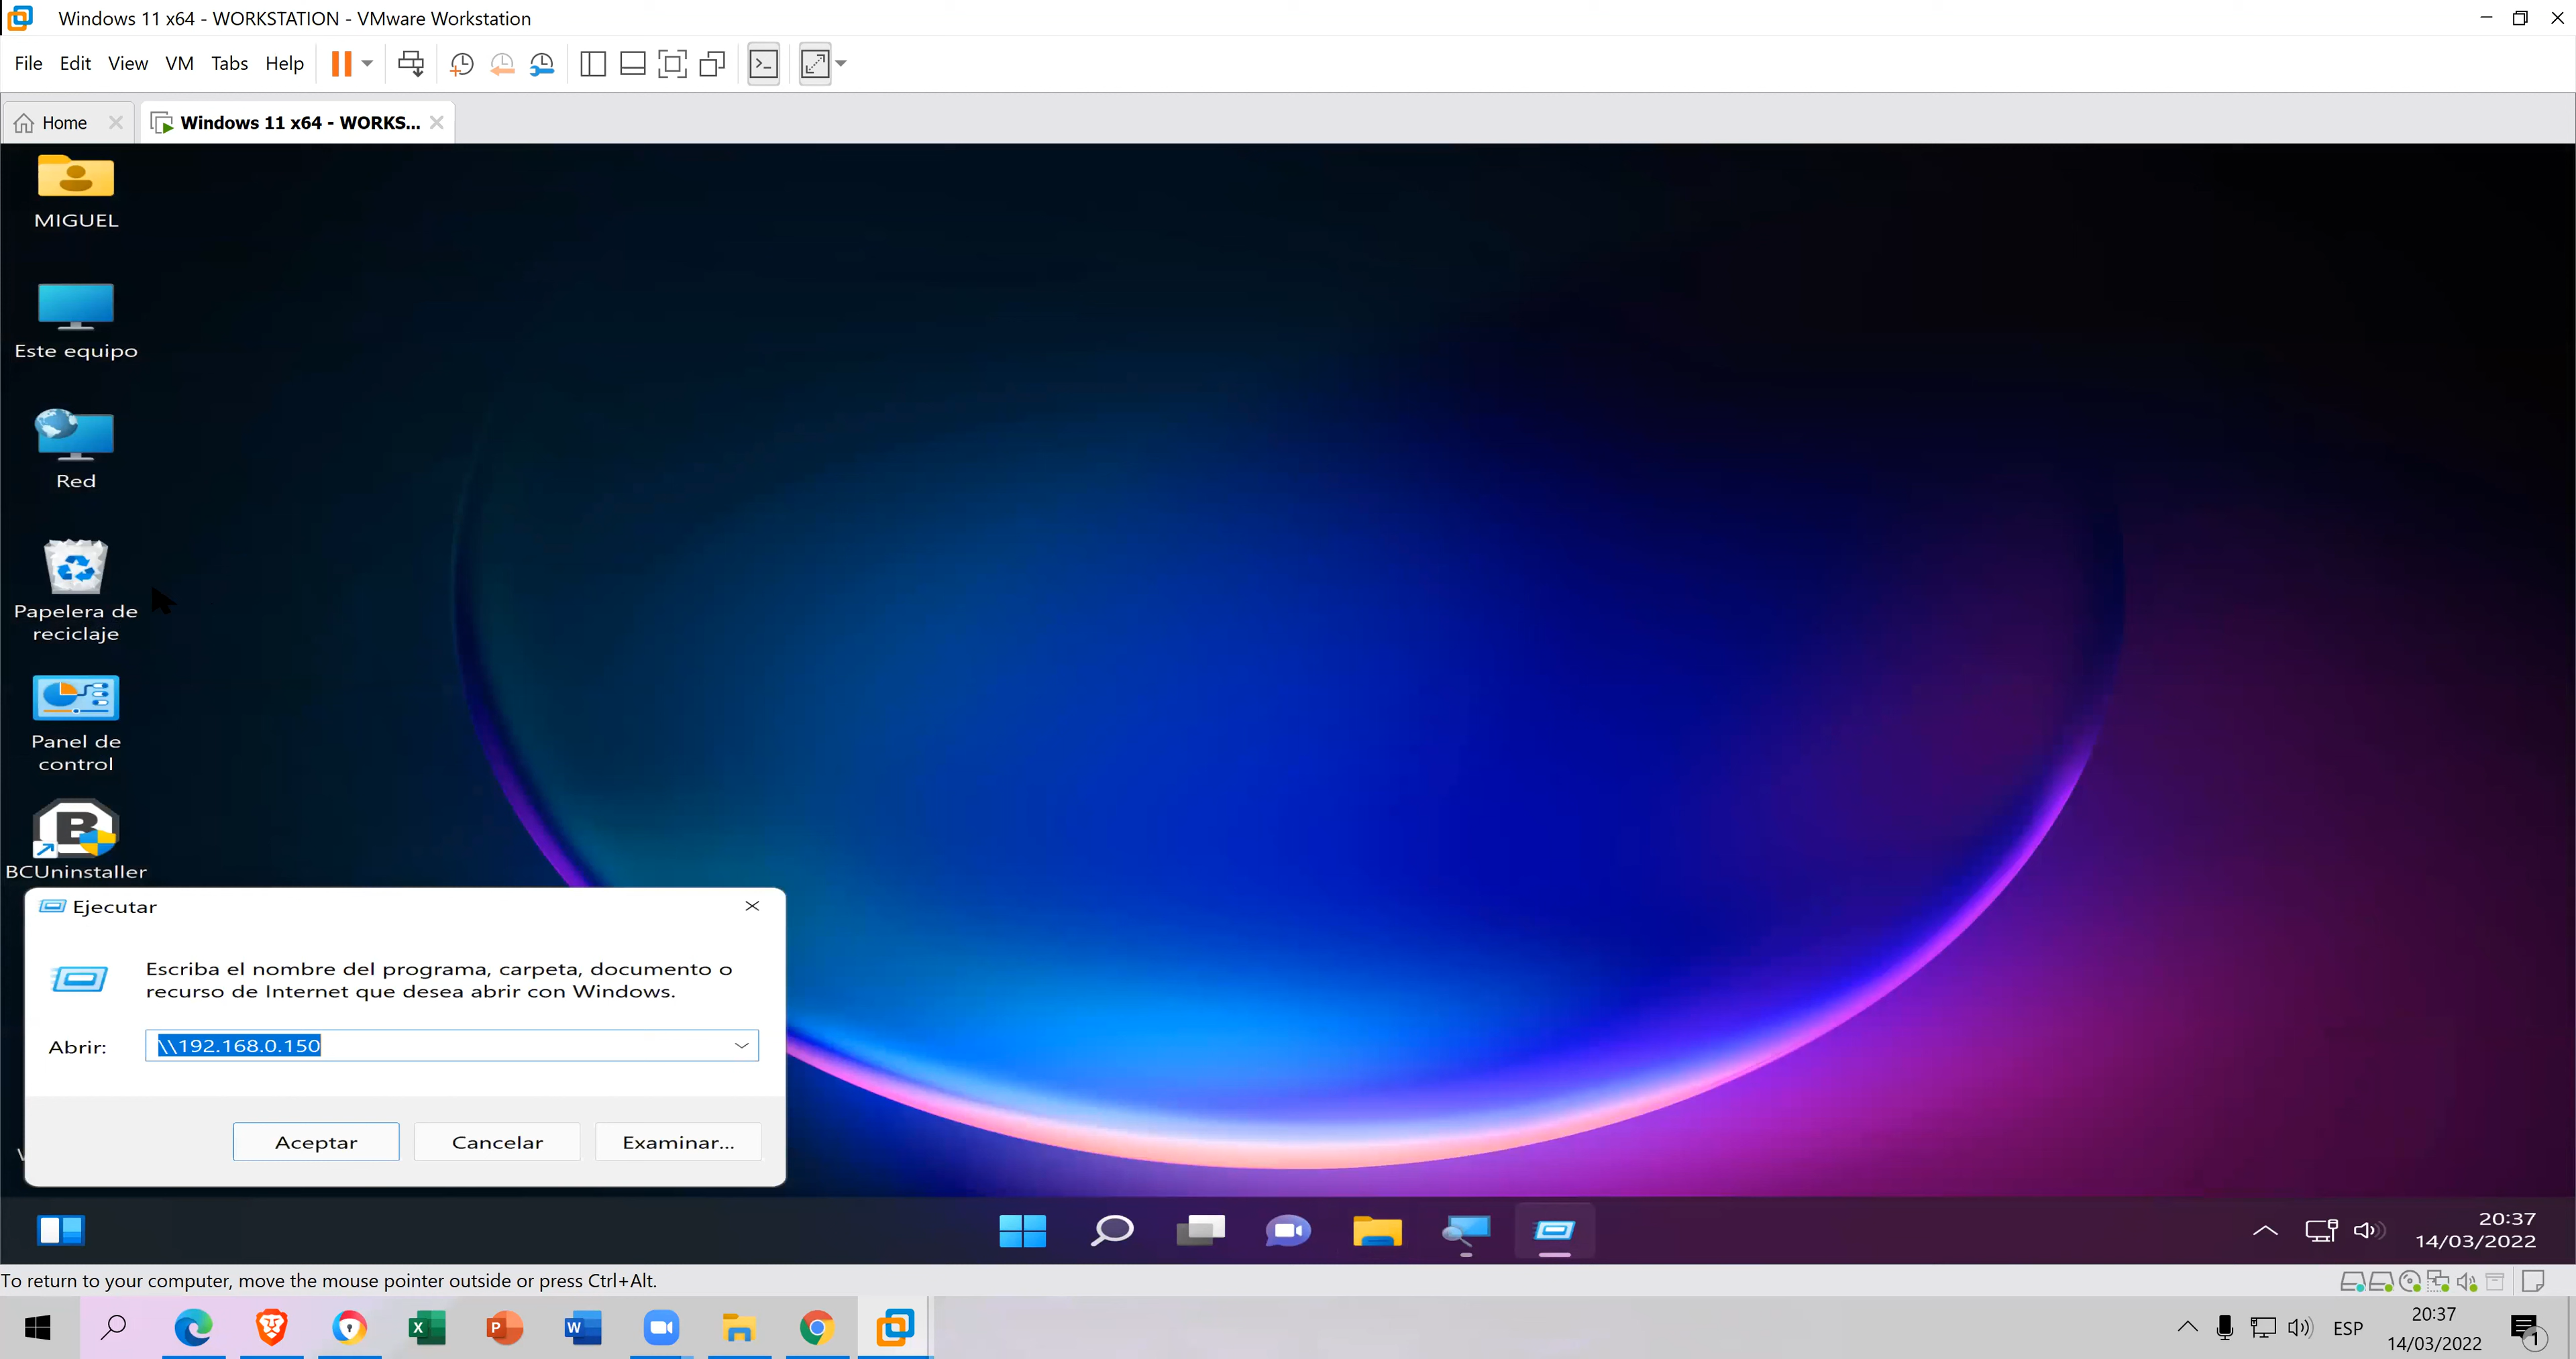 Windows 11 x64 - WORKSTATION - VMware Workstation
File Edit View VM Tabs Help
Home
Windows 11 x64 - WORKS...
MIGUEL
Este equipo
Red
Papelera de
reciclaje
Panel de
control
B
BCUninstaller
Ejecutar
Escriba el nombre del programa, carpeta, documento o
recurso de Internet que desea abrir con Windows.
Abrir:
\\192.168.0.150
Aceptar
Cancelar
Examinar...
20:37
14/03/2022
To return to your computer, move the mouse pointer outside or press Ctrl+Alt.
X
P
W
ESP
20:37
14/03/2022
1